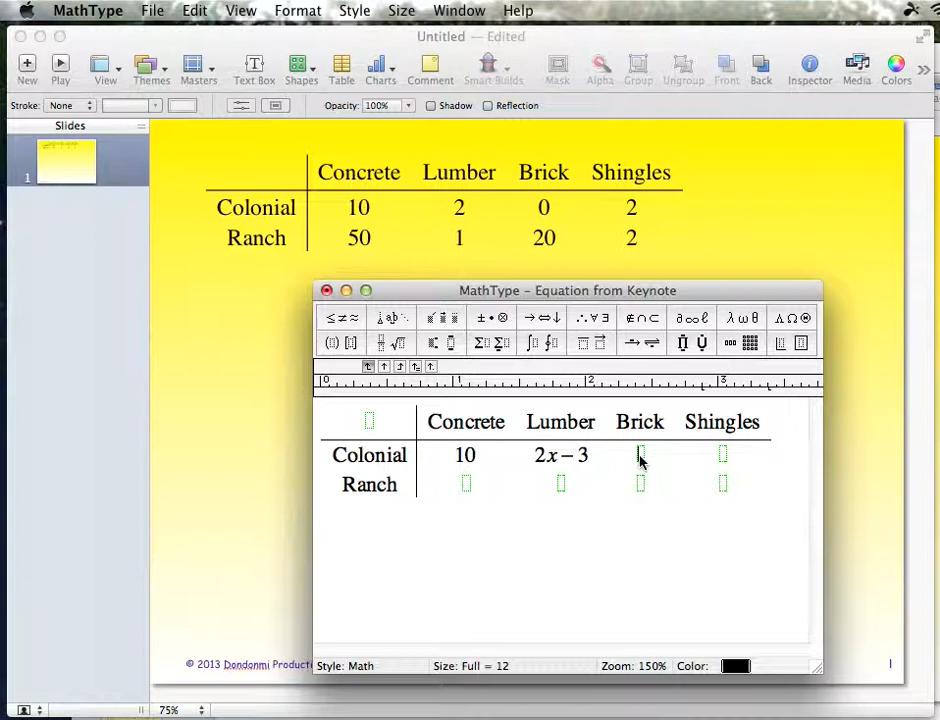 MathType File Edit View Format Style Size Window Help
Untitled — Edited
New Play View Themes Masters Text Box Shapes Table Charts Comment Smart Builds Mask Alpha Group Ungroup Front Back Inspector Media Colors
Stroke: None Opacity: 100% Shadow Reflection
Slides
1
Concrete Lumber Brick Shingles
Colonial 10 2 0 2
Ranch 50 1 20 2
MathType – Equation from Keynote
0 1 2 3
Concrete Lumber Brick Shingles
Colonial 10 2x – 3
Ranch
© 2013 Dondonmi Product
Style: Math Size: Full = 12 Zoom: 150% Color:
75%